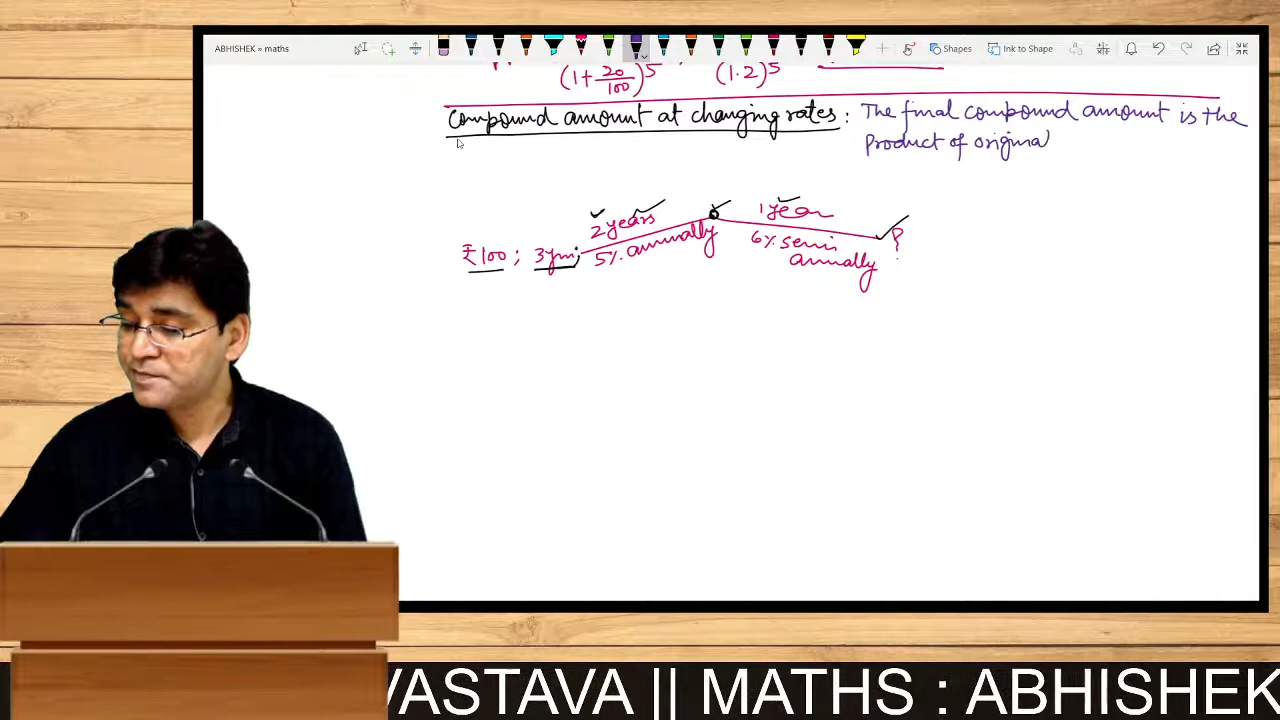 ABHISHEK » maths
Shapes
Ink to Shape
(1+20/100)^5 , (1.2)^5
Compound amount at changing rates : The final compound amount is the
Product of origina
₹100 ; 3
2 years
5% annually
1 year
6% semi
annually
?
VASTAVA || MATHS : ABHISHEK